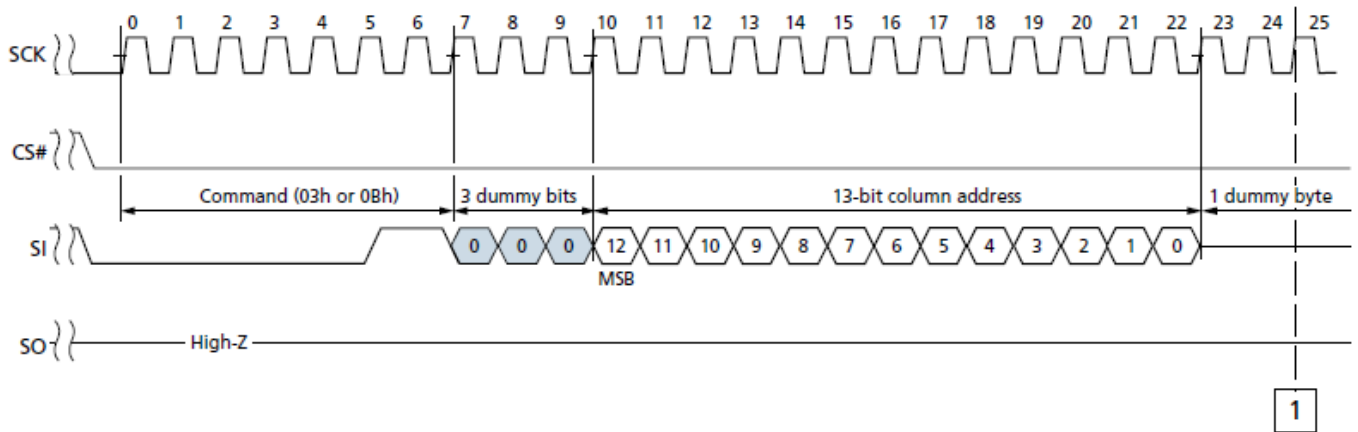 0 1 2 3 4 5 6 7 8 9 10 11 12 13 14 15 16 17 18 19 20 21 22 23 24 25
SCK
CS#
Command (03h or 0Bh) 3 dummy bits 13-bit column address 1 dummy byte
SI 0 0 0 12 11 10 9 8 7 6 5 4 3 2 1 0
MSB
SO High-Z
1